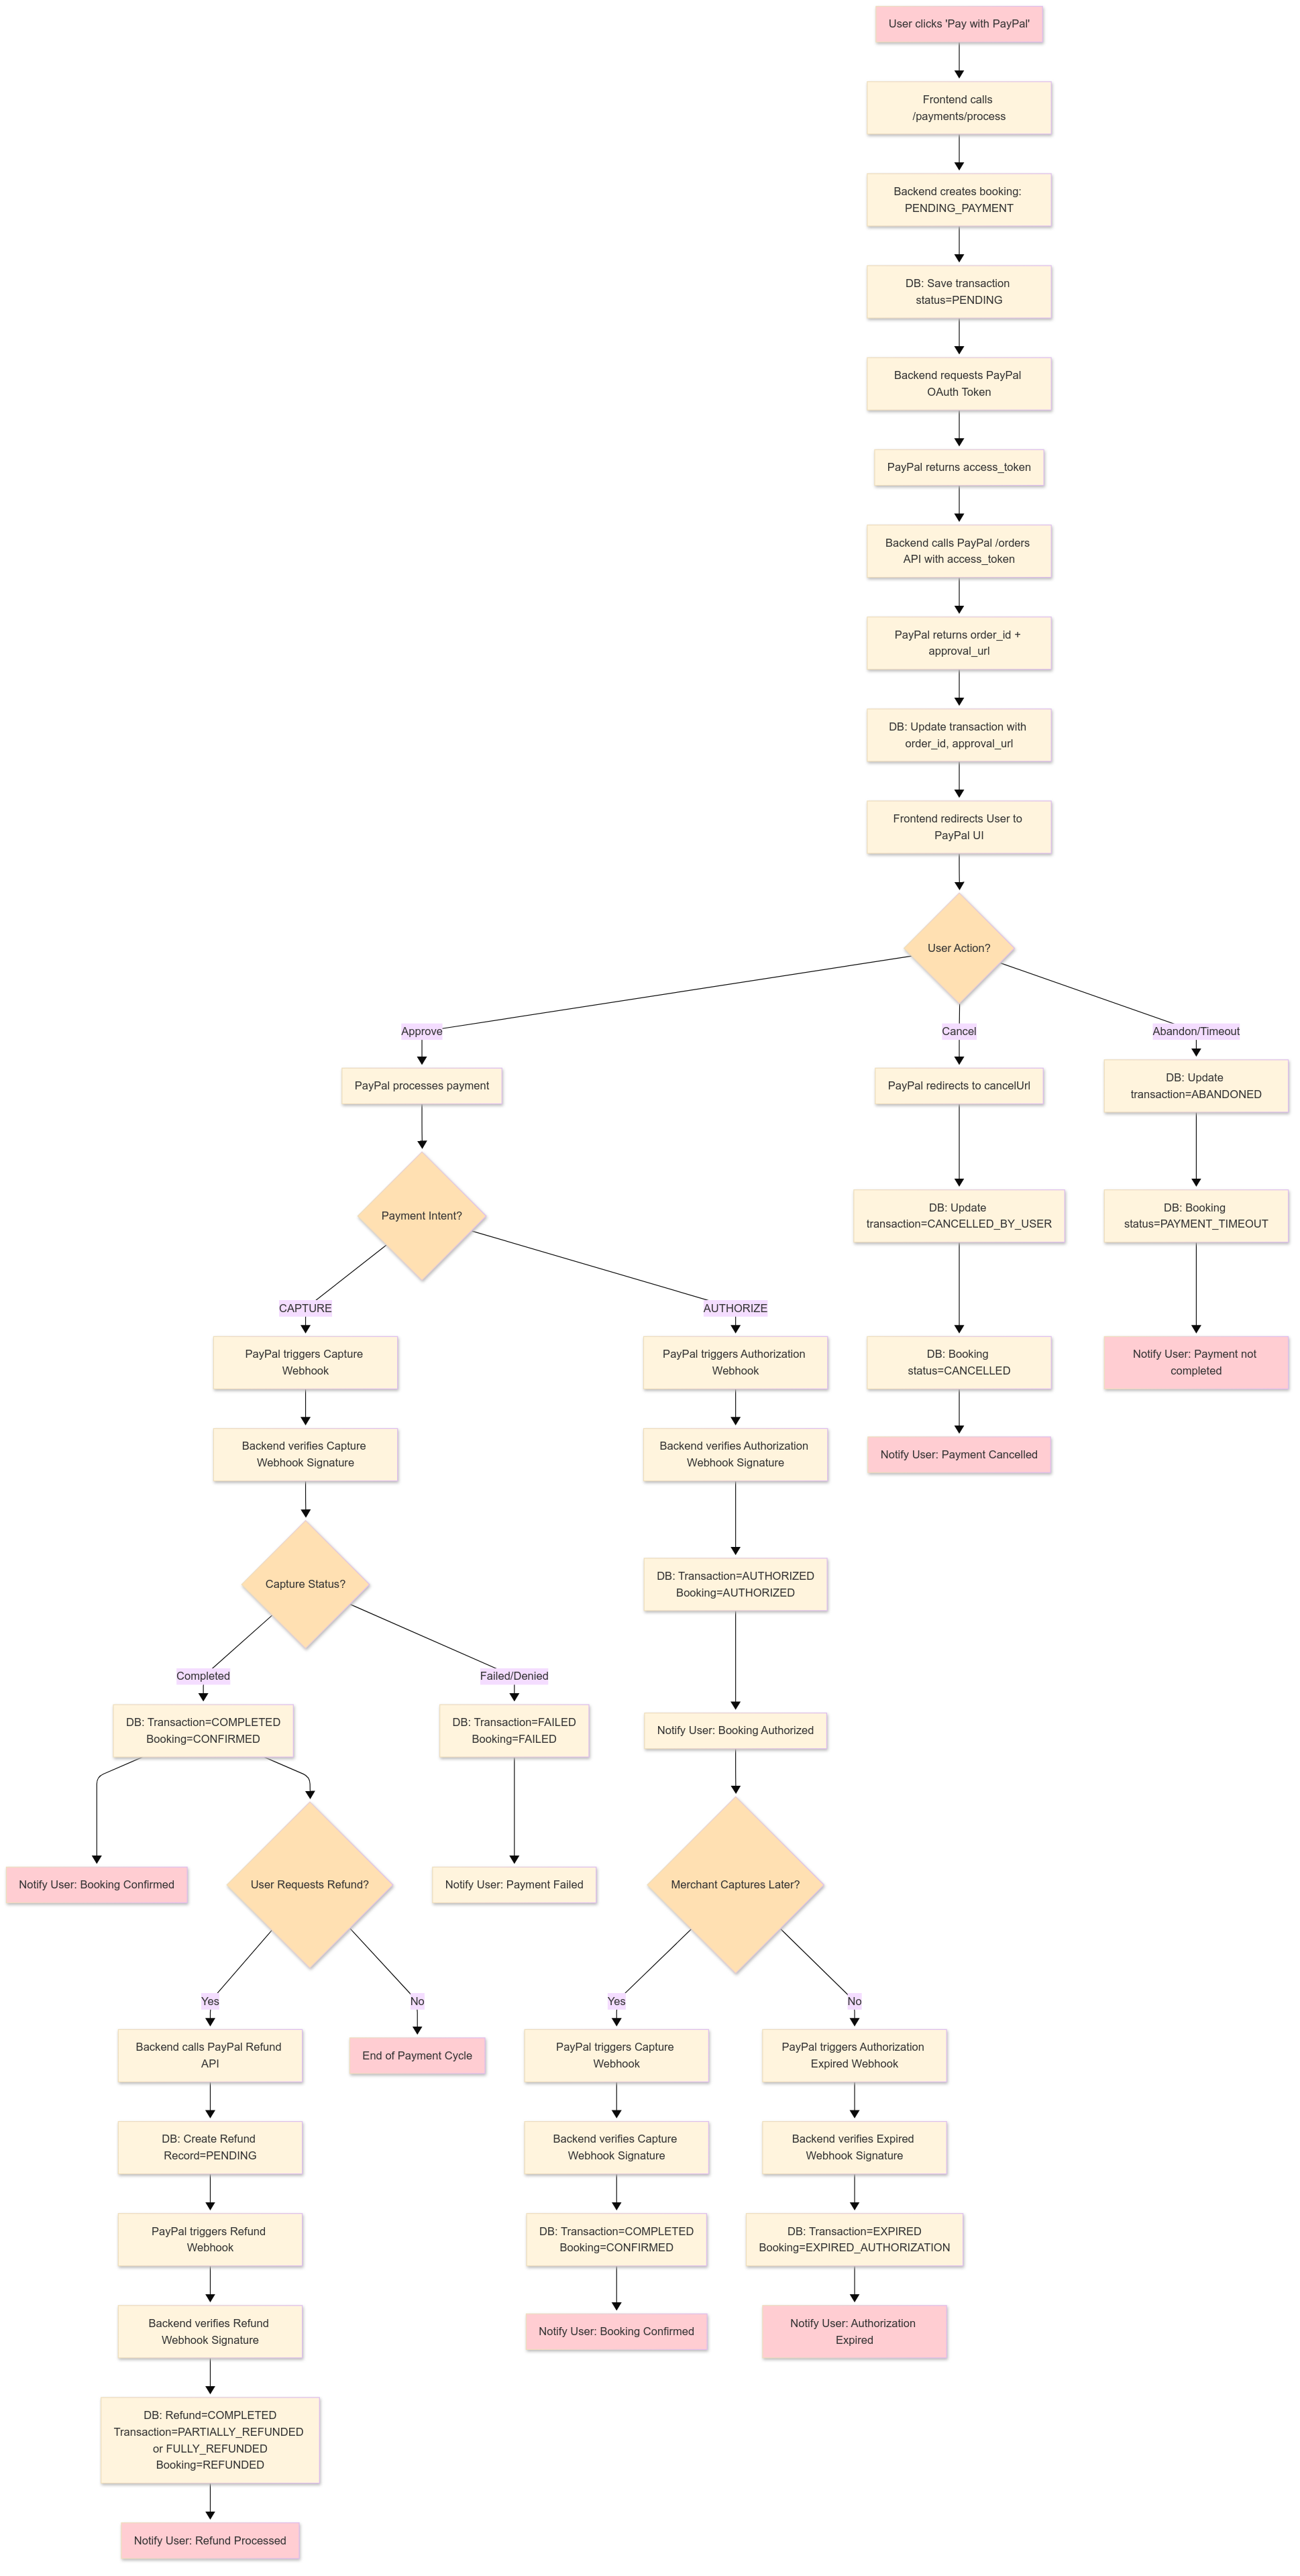 User clicks 'Pay with PayPal'
Frontend calls
/payments/process
Backend creates booking:
PENDING_PAYMENT
DB: Save transaction
status=PENDING
Backend requests PayPal
OAuth Token
PayPal returns access_token
Backend calls PayPal /orders
API with access_token
PayPal returns order_id +
approval_url
DB: Update transaction with
order_id, approval_url
Frontend redirects User to
PayPal UI
User Action?
Approve
Cancel
Abandon/Timeout
PayPal processes payment
PayPal redirects to cancelUrl
DB: Update
transaction=ABANDONED
Payment Intent?
DB: Update
transaction=CANCELLED_BY_USER
DB: Booking
status=PAYMENT_TIMEOUT
CAPTURE
AUTHORIZE
PayPal triggers Capture
Webhook
PayPal triggers Authorization
Webhook
DB: Booking
status=CANCELLED
Notify User: Payment not
completed
Backend verifies Capture
Webhook Signature
Backend verifies Authorization
Webhook Signature
Notify User: Payment Cancelled
Capture Status?
DB: Transaction=AUTHORIZED
Booking=AUTHORIZED
Completed
Failed/Denied
DB: Transaction=COMPLETED
Booking=CONFIRMED
DB: Transaction=FAILED
Booking=FAILED
Notify User: Booking Authorized
Notify User: Booking Confirmed
User Requests Refund?
Notify User: Payment Failed
Merchant Captures Later?
Yes
No
Yes
No
Backend calls PayPal Refund
API
End of Payment Cycle
PayPal triggers Capture
Webhook
PayPal triggers Authorization
Expired Webhook
DB: Create Refund
Record=PENDING
Backend verifies Capture
Webhook Signature
Backend verifies Expired
Webhook Signature
PayPal triggers Refund
Webhook
DB: Transaction=COMPLETED
Booking=CONFIRMED
DB: Transaction=EXPIRED
Booking=EXPIRED_AUTHORIZATION
Backend verifies Refund
Webhook Signature
Notify User: Booking Confirmed
Notify User: Authorization
Expired
DB: Refund=COMPLETED
Transaction=PARTIALLY_REFUNDED
or FULLY_REFUNDED
Booking=REFUNDED
Notify User: Refund Processed